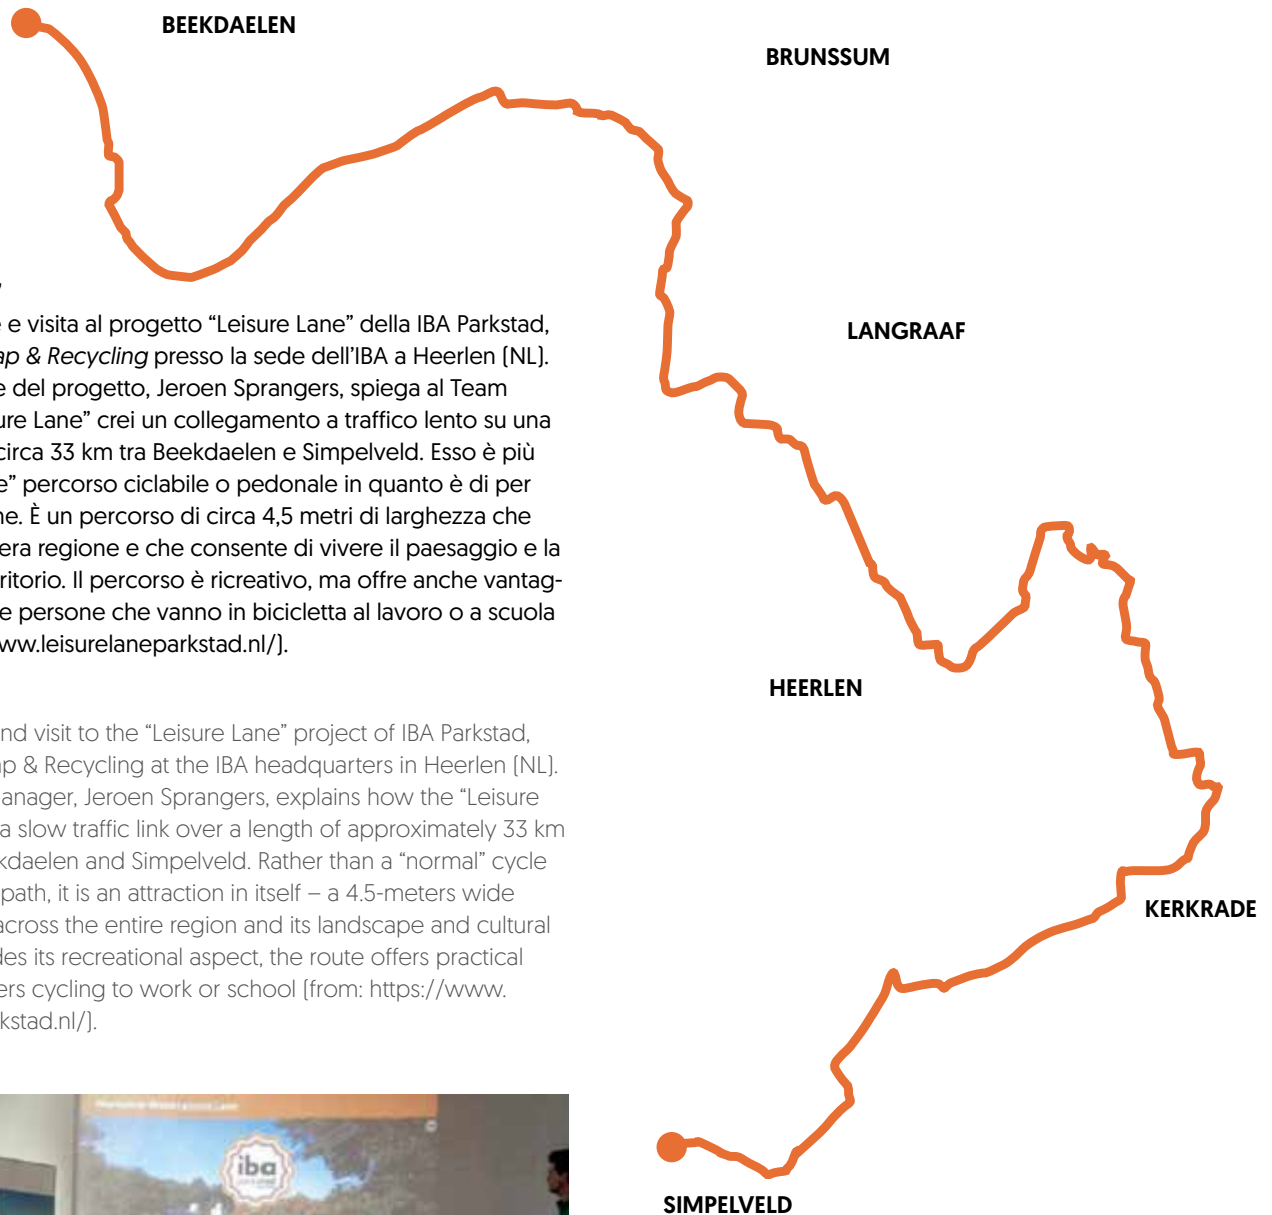 BEEKDAELEN
BRUNSSUM
LANGRAAF
HEERLEN
KERKRADE
SIMPELVELD
e visita al progetto “Leisure Lane” della IBA Parkstad,
ap & Recycling presso la sede dell’IBA a Heerlen (NL).
e del progetto, Jeroen Sprangers, spiega al Team
ure Lane” crei un collegamento a traffico lento su una
circa 33 km tra Beekdaelen e Simpelveld. Esso è più
e” percorso ciclabile o pedonale in quanto è di per
ne. È un percorso di circa 4,5 metri di larghezza che
era regione e che consente di vivere il paesaggio e la
ritorio. Il percorso è ricreativo, ma offre anche vantag-
e persone che vanno in bicicletta al lavoro o a scuola
ww.leisurelaneparkstad.nl/).
nd visit to the “Leisure Lane” project of IBA Parkstad,
ap & Recycling at the IBA headquarters in Heerlen (NL).
anager, Jeroen Sprangers, explains how the “Leisure
a slow traffic link over a length of approximately 33 km
kdaelen and Simpelveld. Rather than a “normal” cycle
path, it is an attraction in itself – a 4.5-meters wide
across the entire region and its landscape and cultural
des its recreational aspect, the route offers practical
ers cycling to work or school (from: https://www.
kstad.nl/).
iba